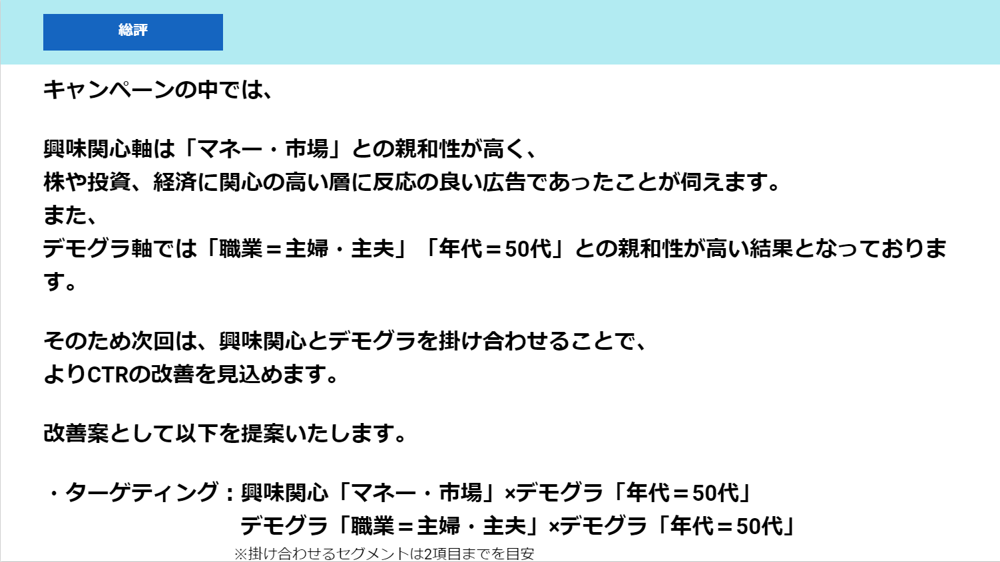 総評
キャンペーンの中では、
興味関心軸は「マネー・市場」との親和性が高く、
株や投資、経済に関心の高い層に反応の良い広告であったことが伺えます。
また、
デモグラ軸では「職業＝主婦・主夫」「年代＝50代」との親和性が高い結果となっておりま
す。
そのため次回は、興味関心とデモグラを掛け合わせることで、
よりCTRの改善を見込めます。
改善案として以下を提案いたします。
・ターゲティング：興味関心「マネー・市場」×デモグラ「年代＝50代」
デモグラ「職業＝主婦・主夫」×デモグラ「年代＝50代」
※掛け合わせるセグメントは2項目までを目安